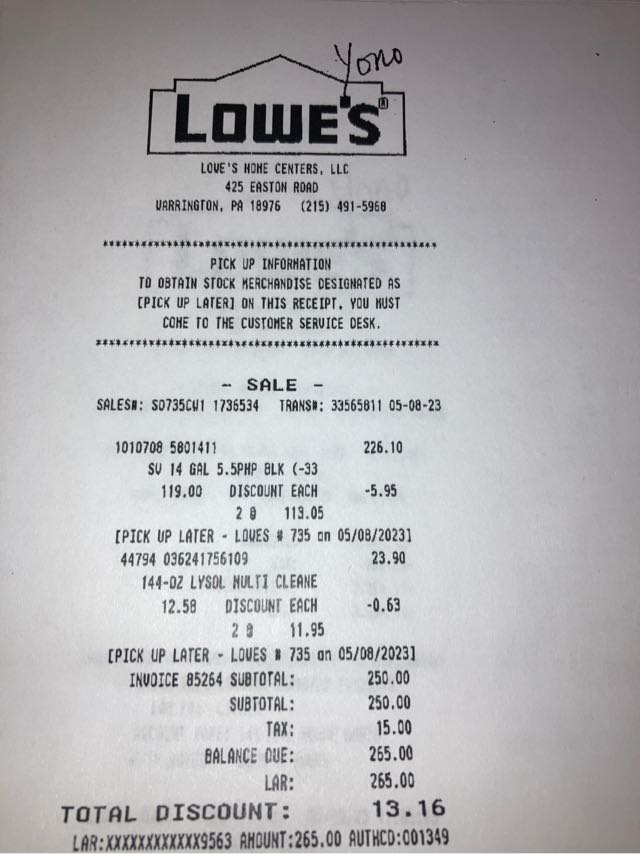 Yono
LOWE'S®
LOWE'S HOME CENTERS, LLC
425 EASTON ROAD
WARRINGTON, PA 18976 (215) 491-5968
*************************************************
PICK UP INFORMATION
TO OBTAIN STOCK MERCHANDISE DESIGNATED AS
[PICK UP LATER] ON THIS RECEIPT, YOU MUST
COME TO THE CUSTOMER SERVICE DESK.
*************************************************
- SALE -
SALES#: SO735CW1 1736534 TRANS#: 33565811 05-08-23
1010708 5801411 226.10
SV 14 GAL 5.5PHP BLK (-33
119.00 DISCOUNT EACH -5.95
2 @ 113.05
[PICK UP LATER - LOWES # 735 on 05/08/2023]
44794 036241756109 23.90
144-OZ LYSOL MULTI CLEANE
12.58 DISCOUNT EACH -0.63
2 @ 11.95
[PICK UP LATER - LOWES # 735 on 05/08/2023]
INVOICE 85264 SUBTOTAL: 250.00
SUBTOTAL: 250.00
TAX: 15.00
BALANCE DUE: 265.00
LAR: 265.00
TOTAL DISCOUNT: 13.16
LAR:XXXXXXXXXXXX9563 AMOUNT:265.00 AUTHCD:001349